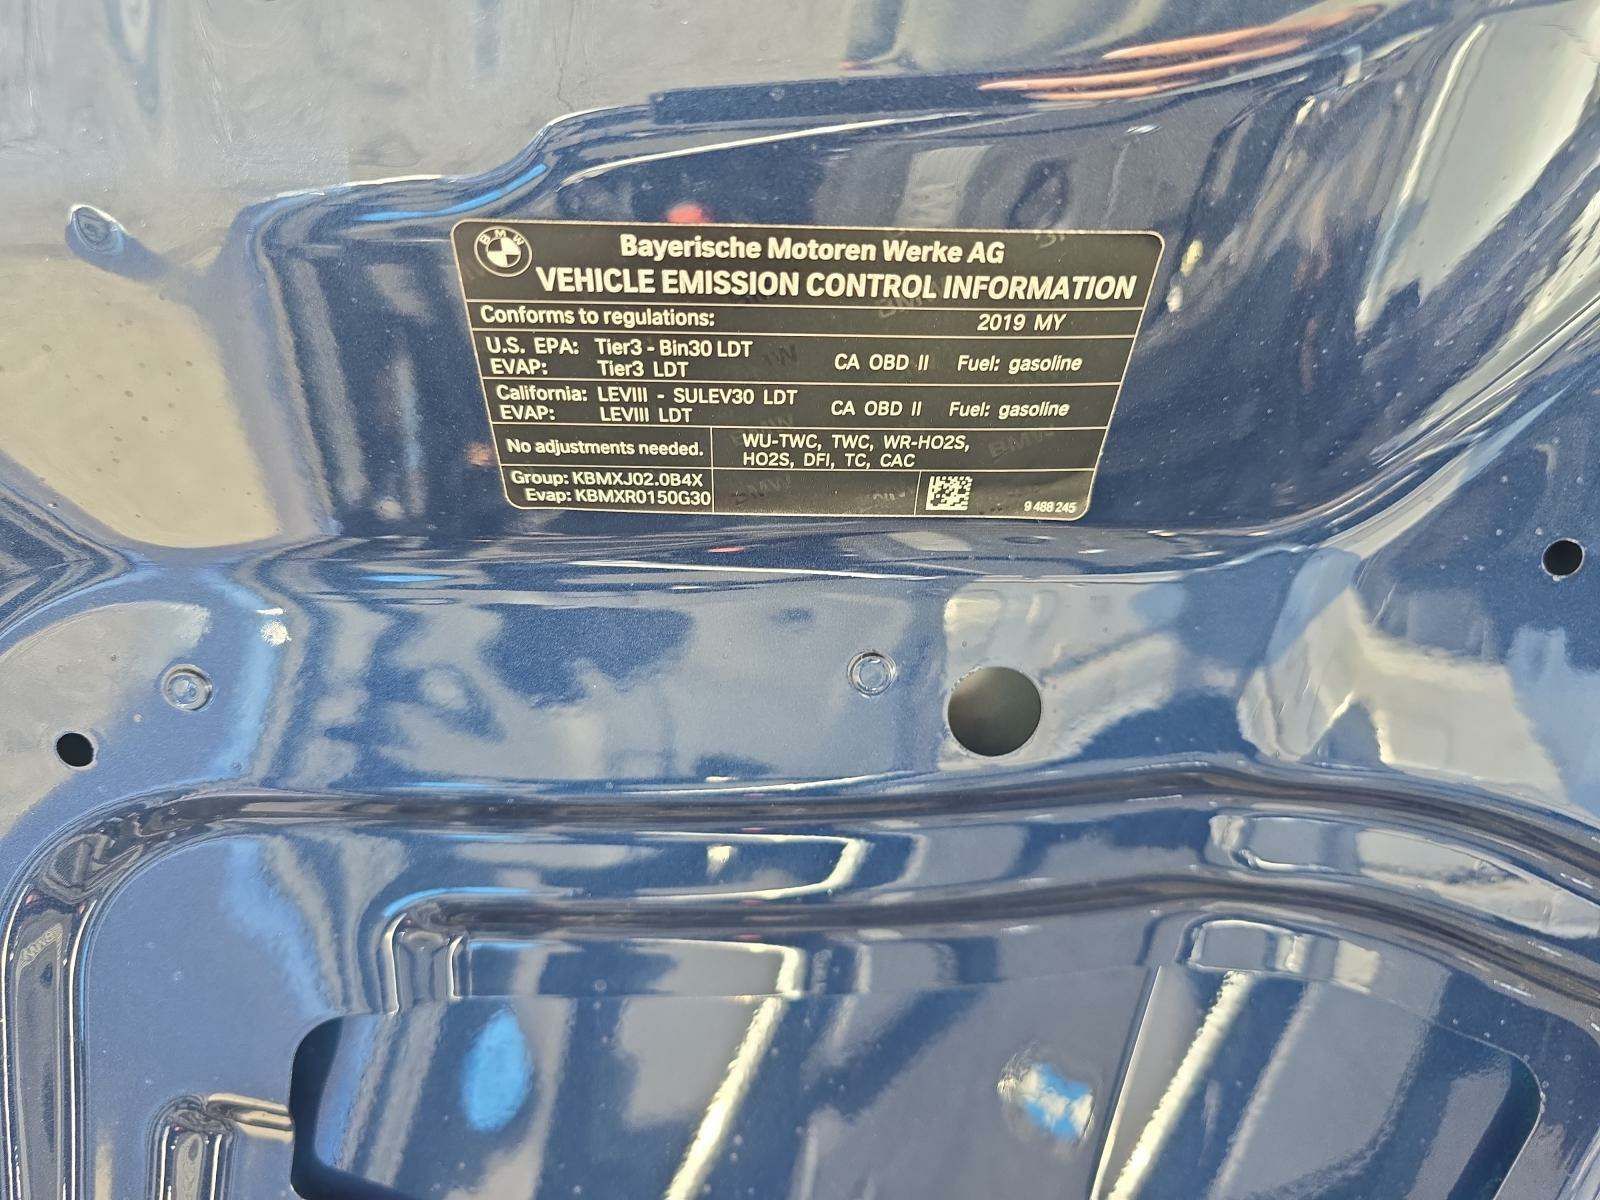 BMW
Bayerische Motoren Werke AG
VEHICLE EMISSION CONTROL INFORMATION
Conforms to regulations: 2019 MY
U.S. EPA: Tier3 - Bin30 LDT
EVAP: Tier3 LDT
CA OBD II Fuel: gasoline
California: LEVIII - SULEV30 LDT
EVAP: LEVIII LDT
CA OBD II Fuel: gasoline
No adjustments needed.
WU-TWC, TWC, WR-HO2S,
HO2S, DFI, TC, CAC
Group: KBMXJ02.0B4X
Evap: KBMXR0150G30
9 488 245